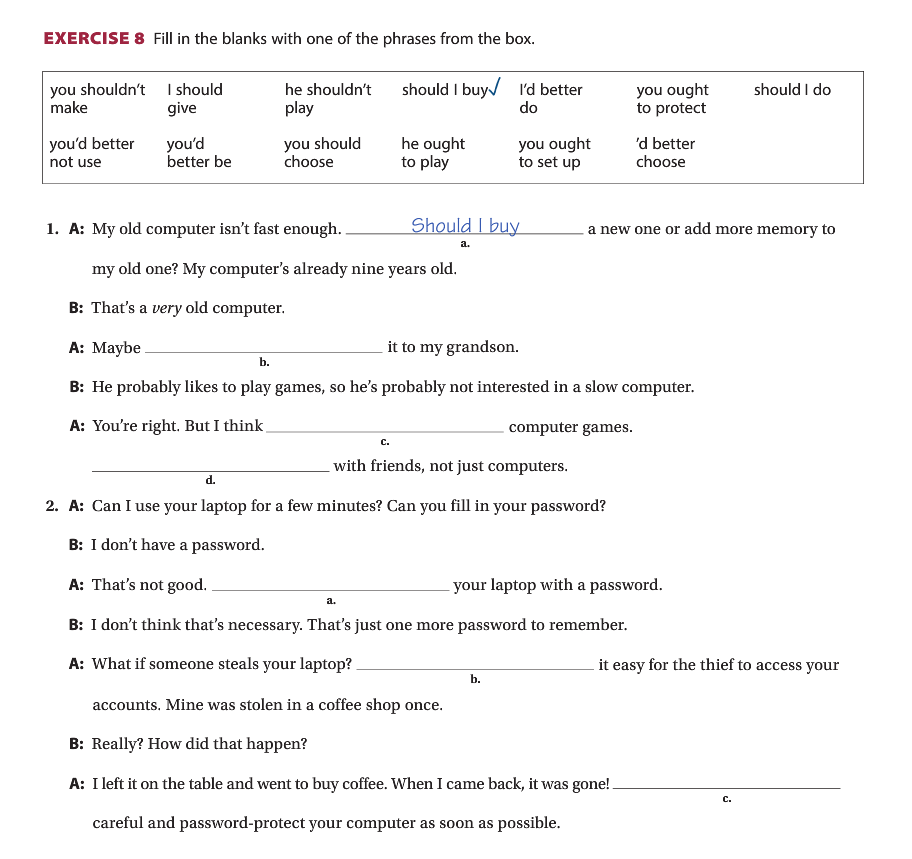 EXERCISE 8 Fill in the blanks with one of the phrases from the box.
you shouldn't make
I should give
he shouldn't play
should I buy✓
I'd better do
you ought to protect
should I do
you'd better not use
you'd better be
you should choose
he ought to play
you ought to set up
'd better choose
1. A: My old computer isn't fast enough. Should I buy a new one or add more memory to
a.
my old one? My computer's already nine years old.
B: That's a very old computer.
A: Maybe ______ it to my grandson.
b.
B: He probably likes to play games, so he's probably not interested in a slow computer.
A: You're right. But I think ______ computer games.
c.
______ with friends, not just computers.
d.
2. A: Can I use your laptop for a few minutes? Can you fill in your password?
B: I don't have a password.
A: That's not good. ______ your laptop with a password.
a.
B: I don't think that's necessary. That's just one more password to remember.
A: What if someone steals your laptop? ______ it easy for the thief to access your
b.
accounts. Mine was stolen in a coffee shop once.
B: Really? How did that happen?
A: I left it on the table and went to buy coffee. When I came back, it was gone! ______
c.
careful and password-protect your computer as soon as possible.